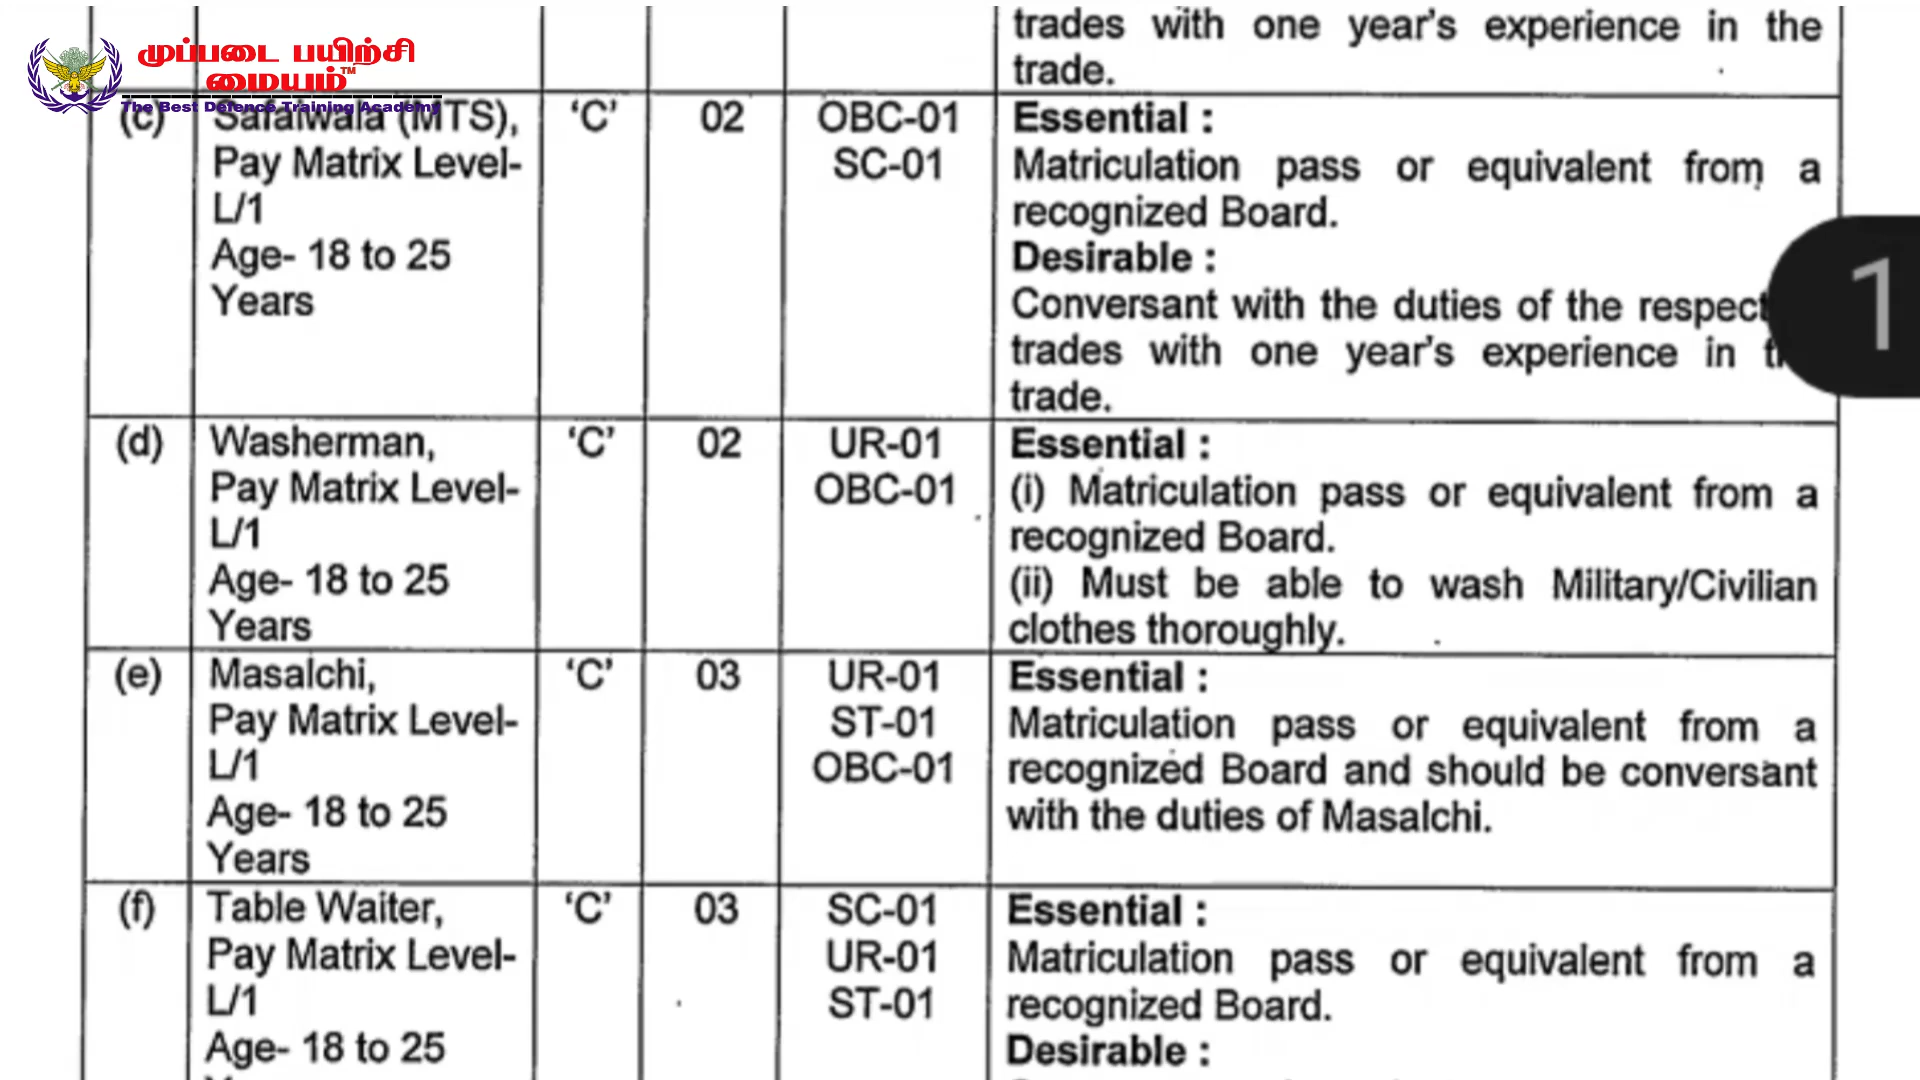 trades with one year's experience in the
trade.
முப்படை பயிற்சி
மையம்™
The Best Defence Training Academy
(c) Safaiwala (MTS), 'C' 02 OBC-01 Essential :
Pay Matrix Level- SC-01 Matriculation pass or equivalent from a
L/1 recognized Board.
Age- 18 to 25 Desirable :
Years Conversant with the duties of the respect
trades with one year's experience in
trade.
1
(d) Washerman, 'C' 02 UR-01 Essential :
Pay Matrix Level- OBC-01 (i) Matriculation pass or equivalent from a
L/1 recognized Board.
Age- 18 to 25 (ii) Must be able to wash Military/Civilian
Years clothes thoroughly.
(e) Masalchi, 'C' 03 UR-01 Essential :
Pay Matrix Level- ST-01 Matriculation pass or equivalent from a
L/1 OBC-01 recognized Board and should be conversant
Age- 18 to 25 with the duties of Masalchi.
Years
(f) Table Waiter, 'C' 03 SC-01 Essential :
Pay Matrix Level- UR-01 Matriculation pass or equivalent from a
L/1 ST-01 recognized Board.
Age- 18 to 25 Desirable :